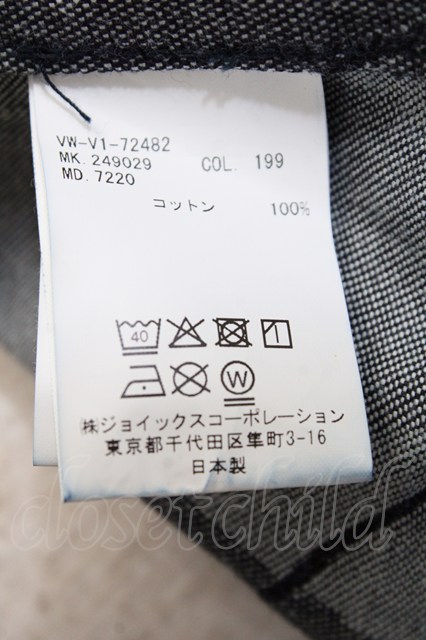 VW-V1-72482
MK. 249029 COL. 199
MD. 7220
コットン 100%
40
W
㈱ジョイックスコーポレーション
東京都千代田区隼町3-16
日本製
closetchild